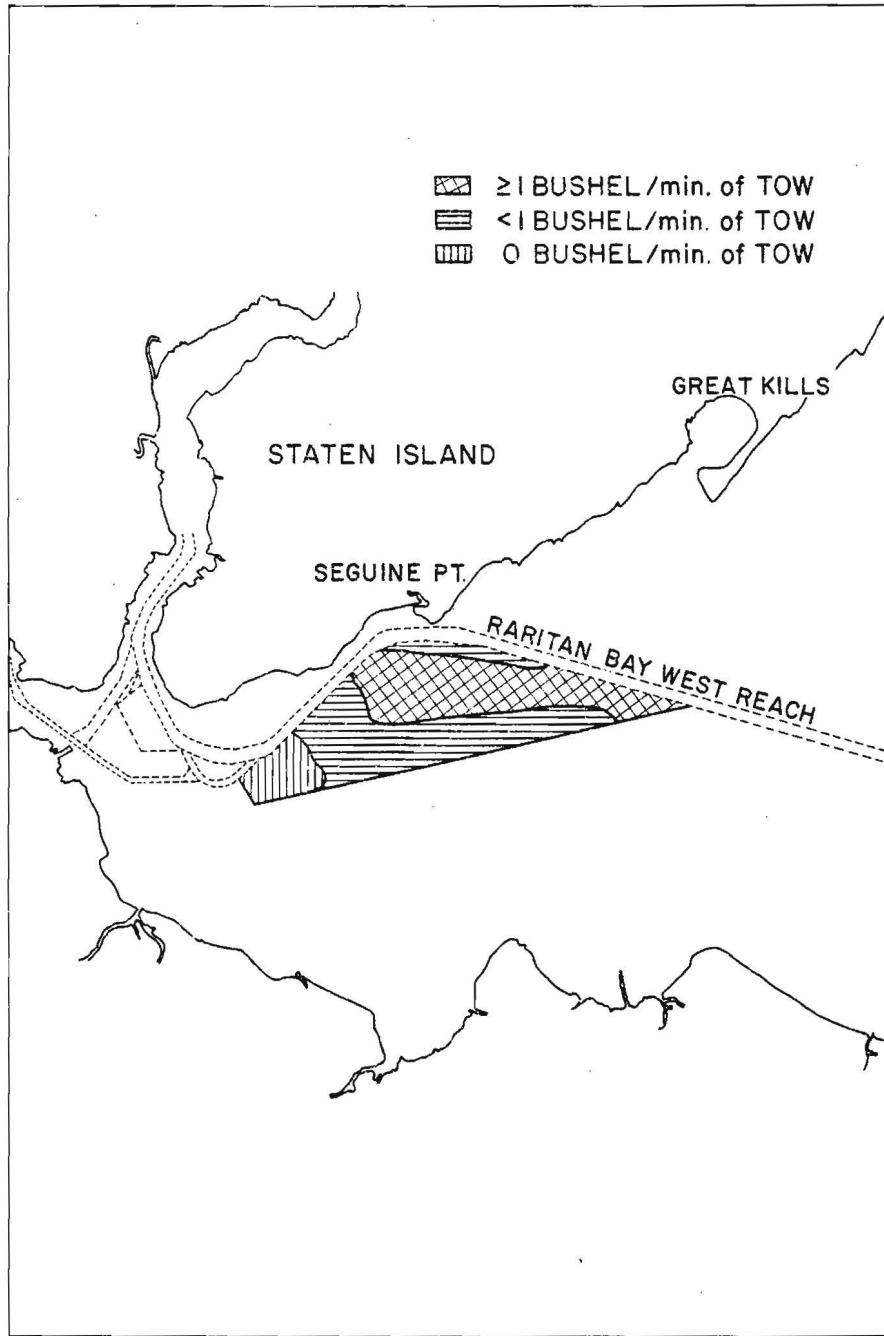 ≥1 BUSHEL/min. of TOW
<1 BUSHEL/min. of TOW
0 BUSHEL/min. of TOW
GREAT KILLS
STATEN ISLAND
SEGUINE PT.
RARITAN BAY WEST REACH